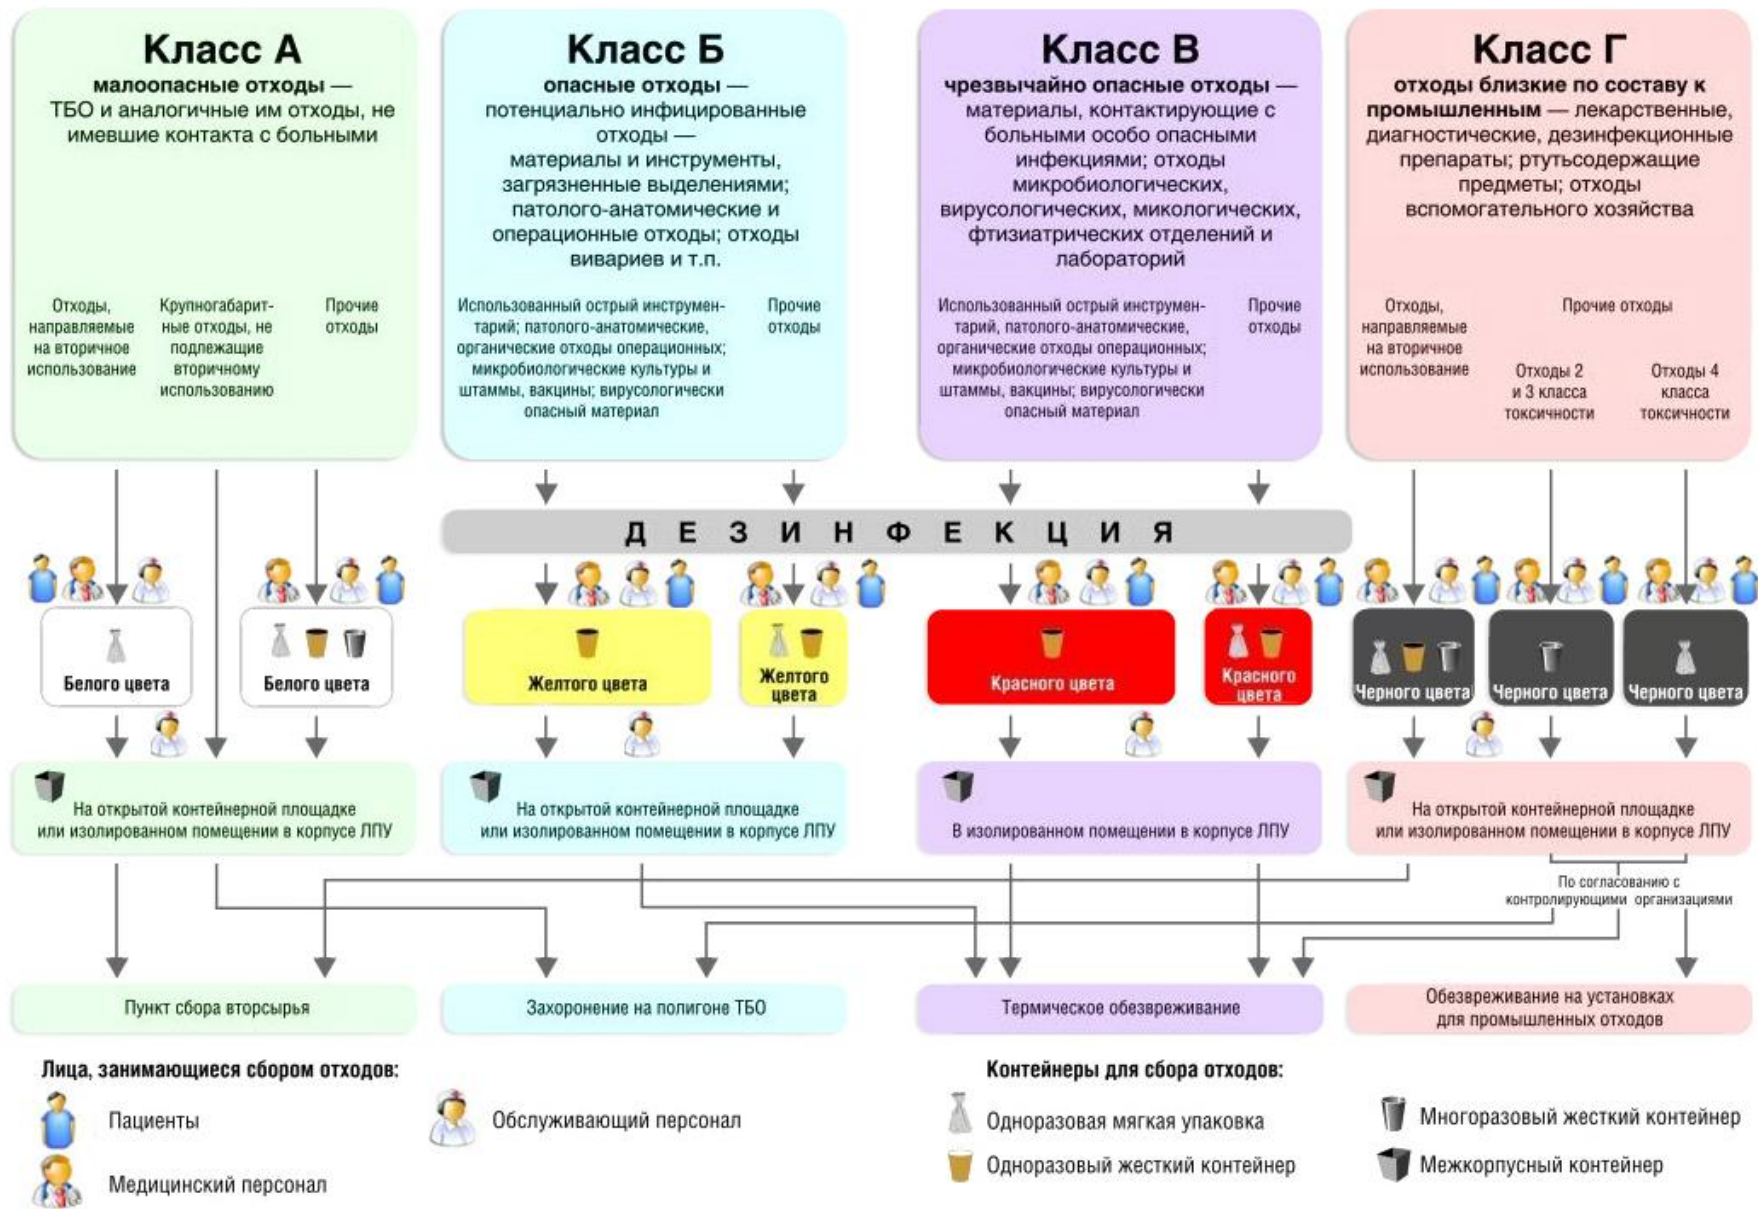 Класс А
малоопасные отходы —
ТБО и аналогичные им отходы, не
имевшие контакта с больными
Отходы,
направляемые
на вторичное
использование
Крупногабарит-
ные отходы, не
подлежащие
вторичному
использованию
Прочие
отходы
Класс Б
опасные отходы —
потенциально инфицированные
отходы —
материалы и инструменты,
загрязненные выделениями;
патолого-анатомические и
операционные отходы; отходы
вивариев и т.п.
Использованный острый инструмен-
тарий; патолого-анатомические,
органические отходы операционных;
микробиологические культуры и
штаммы, вакцины; вирусологически
опасный материал
Прочие
отходы
Класс В
чрезвычайно опасные отходы —
материалы, контактирующие с
больными особо опасными
инфекциями; отходы
микробиологических,
вирусологических, микологических,
фтизиатрических отделений и
лабораторий
Использованный острый инструмен-
тарий, патолого-анатомические,
органические отходы операционных;
микробиологические культуры и
штаммы, вакцины; вирусологически
опасный материал
Прочие
отходы
Класс Г
отходы близкие по составу к
промышленным — лекарственные,
диагностические, дезинфекционные
препараты; ртутьсодержащие
предметы; отходы
вспомогательного хозяйства
Отходы,
направляемые
на вторичное
использование
Прочие отходы
Отходы 2
и 3 класса
токсичности
Отходы 4
класса
токсичности
ДЕЗИНФЕКЦИЯ
Белого цвета
Белого цвета
Желтого цвета
Желтого
цвета
Красного цвета
Красного
цвета
Черного цвета
Черного цвета
Черного цвета
На открытой контейнерной площадке
или изолированном помещении в корпусе ЛПУ
На открытой контейнерной площадке
или изолированном помещении в корпусе ЛПУ
В изолированном помещении в корпусе ЛПУ
На открытой контейнерной площадке
или изолированном помещении в корпусе ЛПУ
По согласованию с
контролирующими организациями
Пункт сбора вторсырья
Захоронение на полигоне ТБО
Термическое обезвреживание
Обезвреживание на установках
для промышленных отходов
Лица, занимающиеся сбором отходов:
Пациенты
Медицинский персонал
Обслуживающий персонал
Контейнеры для сбора отходов:
Одноразовая мягкая упаковка
Одноразовый жесткий контейнер
Многоразовый жесткий контейнер
Межкорпусный контейнер